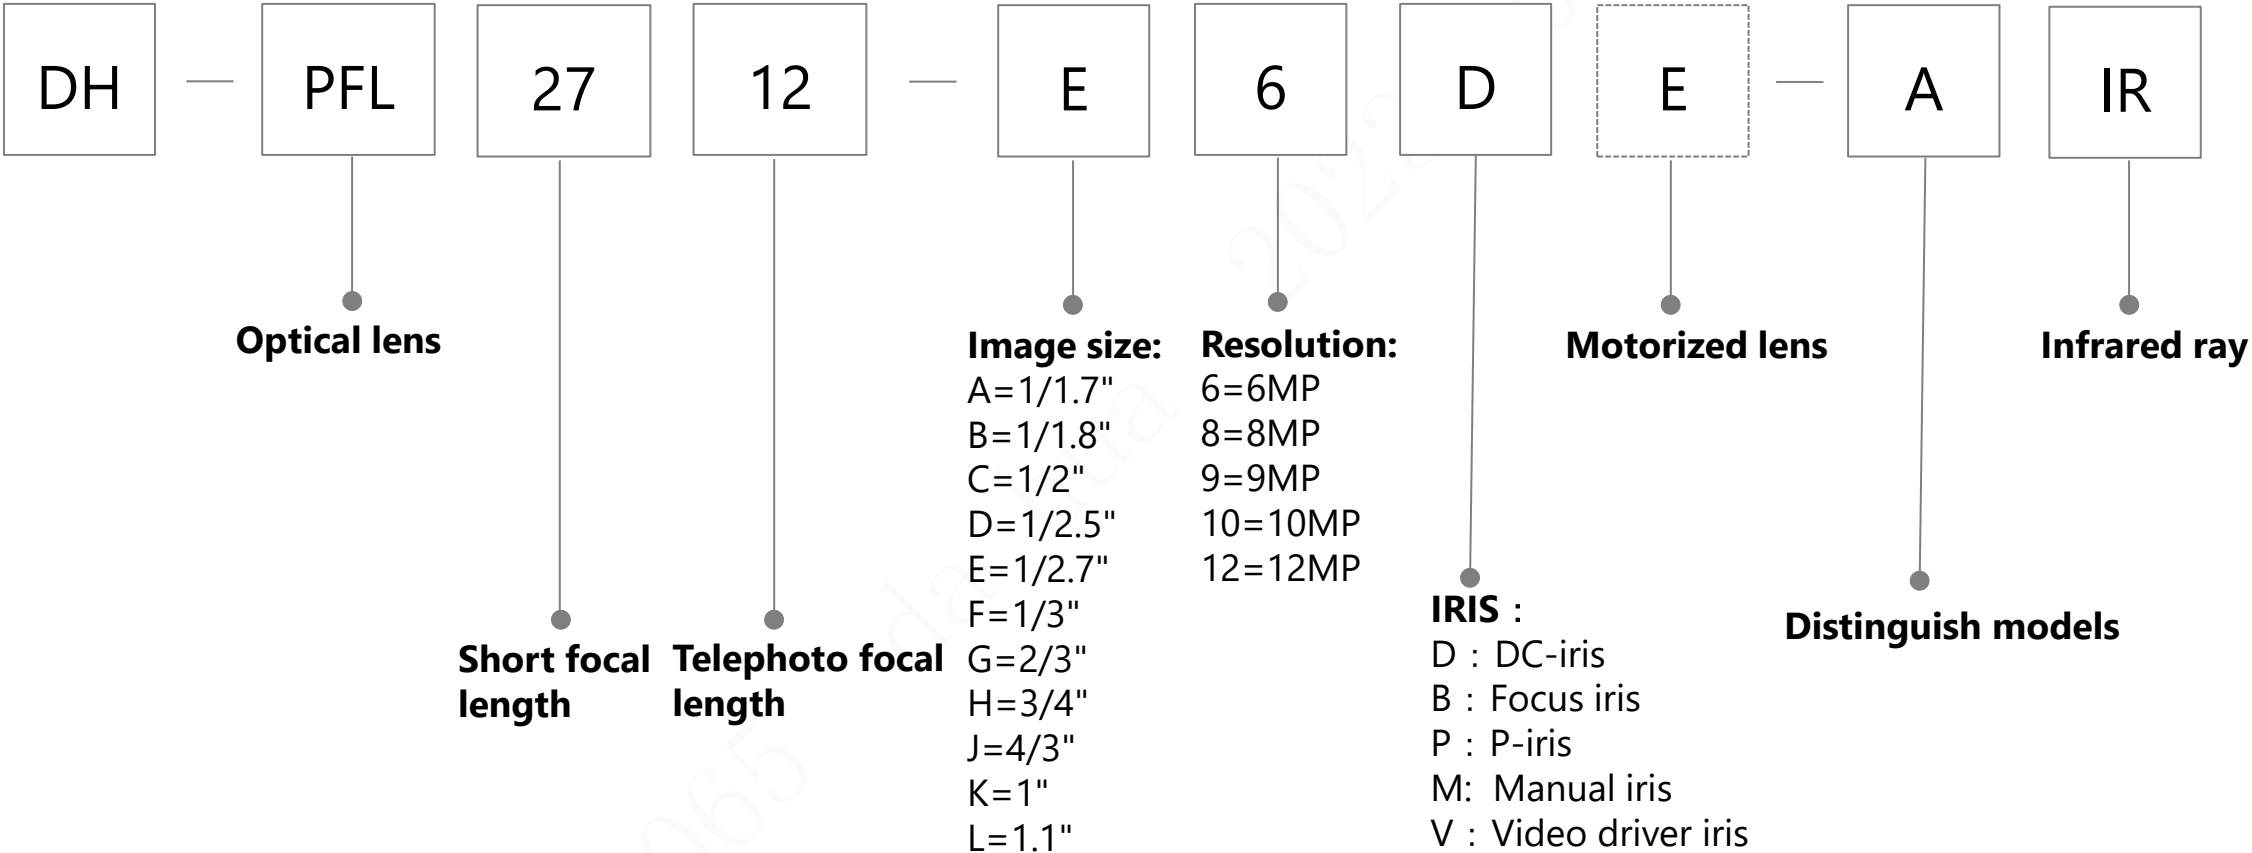 DH — PFL 27 12 — E 6 D E — A IR
Optical lens
Short focal
length
Telephoto focal
length
Image size:
A=1/1.7"
B=1/1.8"
C=1/2"
D=1/2.5"
E=1/2.7"
F=1/3"
G=2/3"
H=3/4"
J=4/3"
K=1"
L=1.1"
Resolution:
6=6MP
8=8MP
9=9MP
10=10MP
12=12MP
IRIS：
D：DC-iris
B：Focus iris
P：P-iris
M: Manual iris
V：Video driver iris
Motorized lens
Distinguish models
Infrared ray